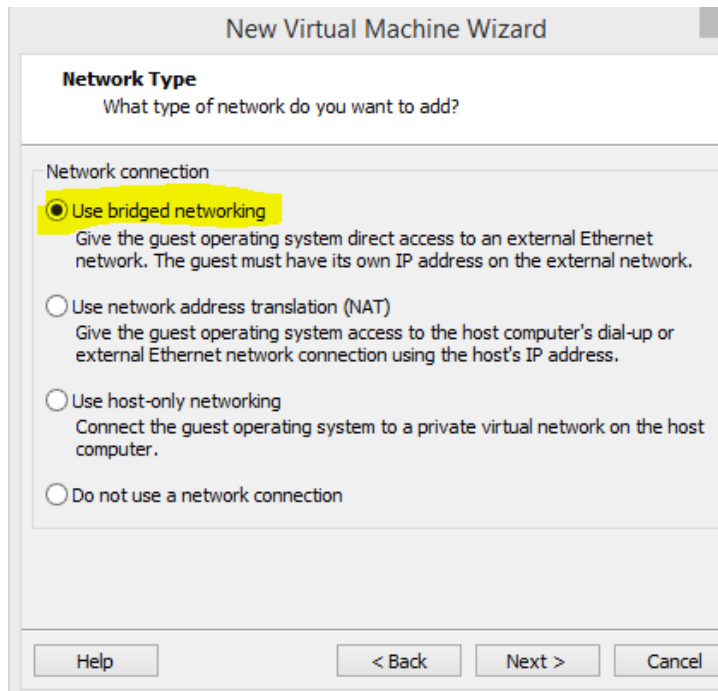 New Virtual Machine Wizard
Network Type
What type of network do you want to add?
Network connection
Use bridged networking
Give the guest operating system direct access to an external Ethernet
network. The guest must have its own IP address on the external network.
Use network address translation (NAT)
Give the guest operating system access to the host computer's dial-up or
external Ethernet network connection using the host's IP address.
Use host-only networking
Connect the guest operating system to a private virtual network on the host
computer.
Do not use a network connection
Help < Back Next > Cancel